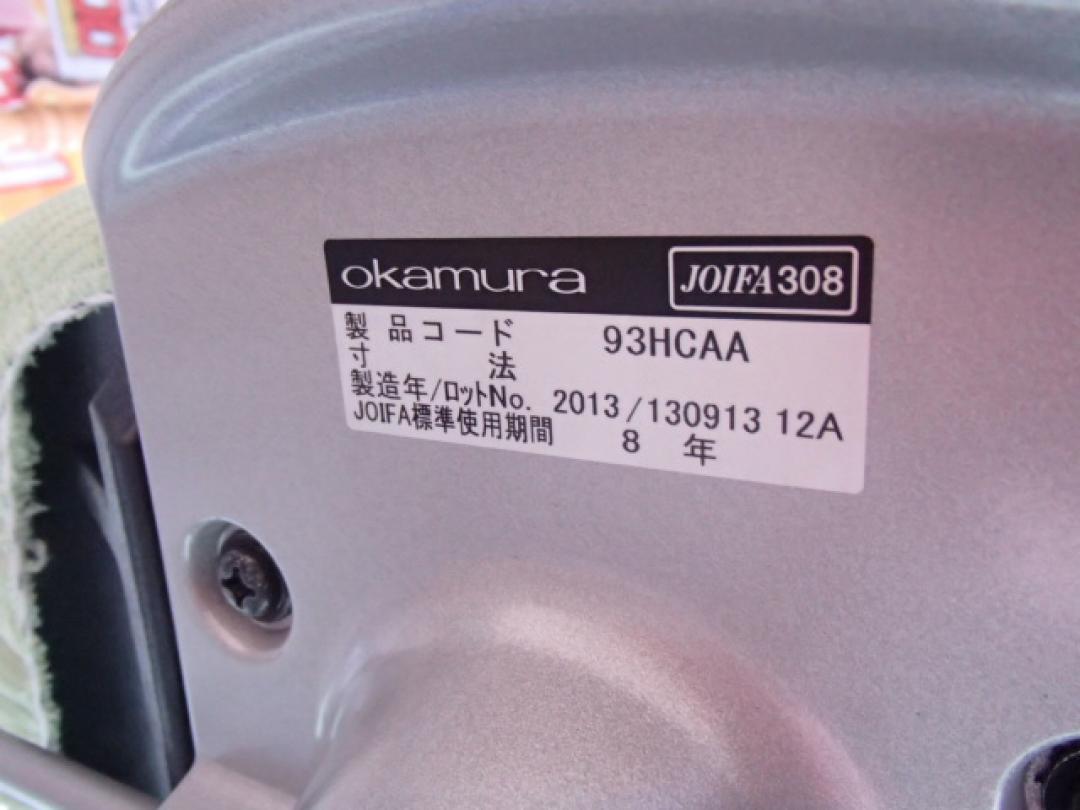 okamura JOIFA308
製品コード 93HCAA
寸法
製造年/ロットNo. 2013/130913 12A
JOIFA標準使用期間 8 年